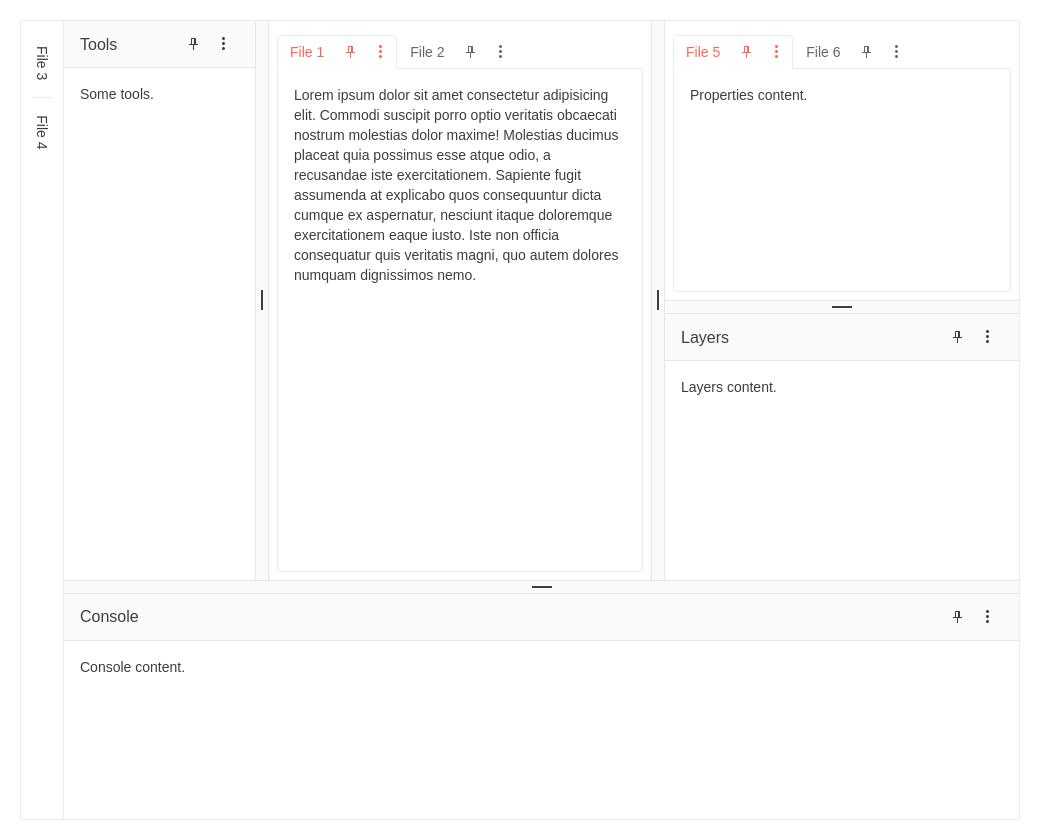 File 3
File 4
Tools
Some tools.
File 1
File 2
Lorem ipsum dolor sit amet consectetur adipisicing
elit. Commodi suscipit porro optio veritatis obcaecati
nostrum molestias dolor maxime! Molestias ducimus
placeat quia possimus esse atque odio, a
recusandae iste exercitationem. Sapiente fugit
assumenda at explicabo quos consequuntur dicta
cumque ex aspernatur, nesciunt itaque doloremque
exercitationem eaque iusto. Iste non officia
consequatur quis veritatis magni, quo autem dolores
numquam dignissimos nemo.
File 5
File 6
Properties content.
Layers
Layers content.
Console
Console content.